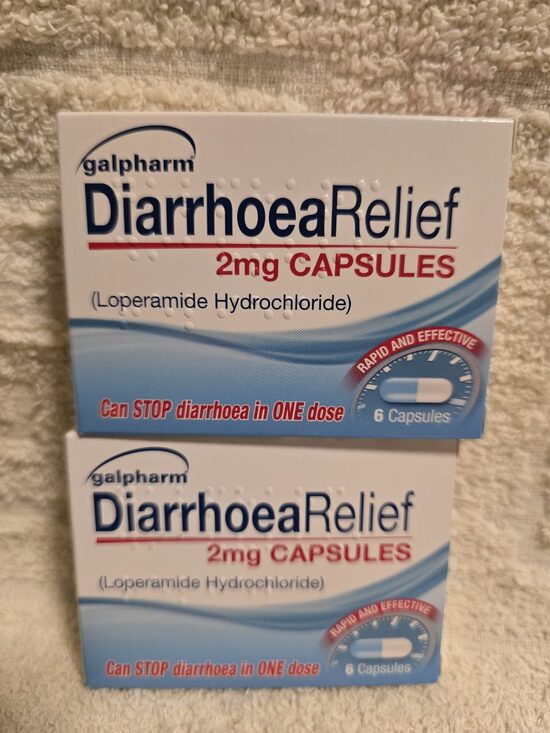 galpharm
DiarrhoeaRelief
2mg CAPSULES
(Loperamide Hydrochloride)
RAPID AND EFFECTIVE
Can STOP diarrhoea in ONE dose
6 Capsules
galpharm
DiarrhoeaRelief
2mg CAPSULES
(Loperamide Hydrochloride)
RAPID AND EFFECTIVE
Can STOP diarrhoea in ONE dose
6 Capsules